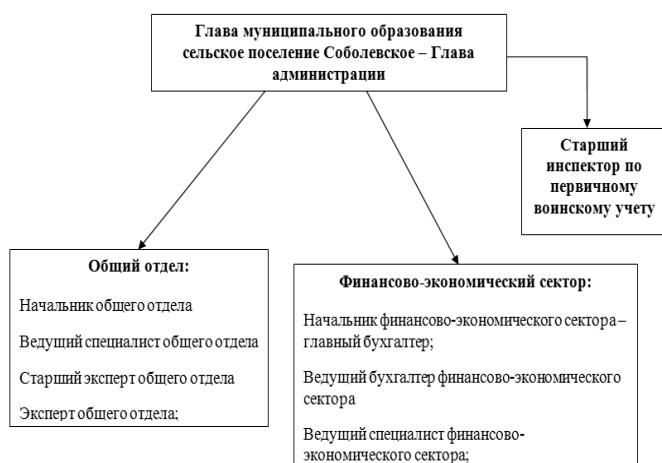 Глава муниципального образования
сельское поселение Соболевское – Глава
администрации
Старший
инспектор по
первичному
воинскому учету
Общий отдел:
Начальник общего отдела
Ведущий специалист общего отдела
Старший эксперт общего отдела
Эксперт общего отдела;
Финансово-экономический сектор:
Начальник финансово-экономического сектора –
главный бухгалтер;
Ведущий бухгалтер финансово-экономического
сектора
Ведущий специалист финансово-
экономического сектора;